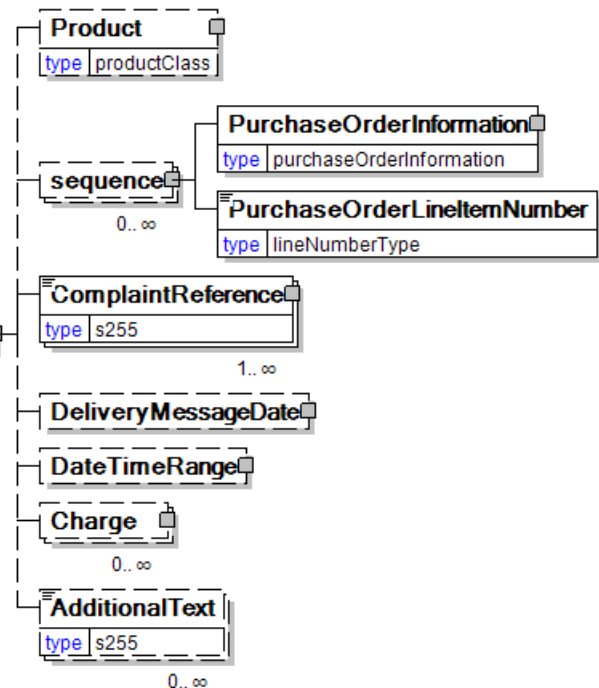 Product
type productClass
PurchaseOrderInformation
type purchaseOrderInformation
sequence
0.. ∞
PurchaseOrderLineItemNumber
type lineNumberType
ComplaintReference
type s255
1.. ∞
DeliveryMessageDate
DateTimeRange
Charge
0.. ∞
AdditionalText
type s255
0.. ∞